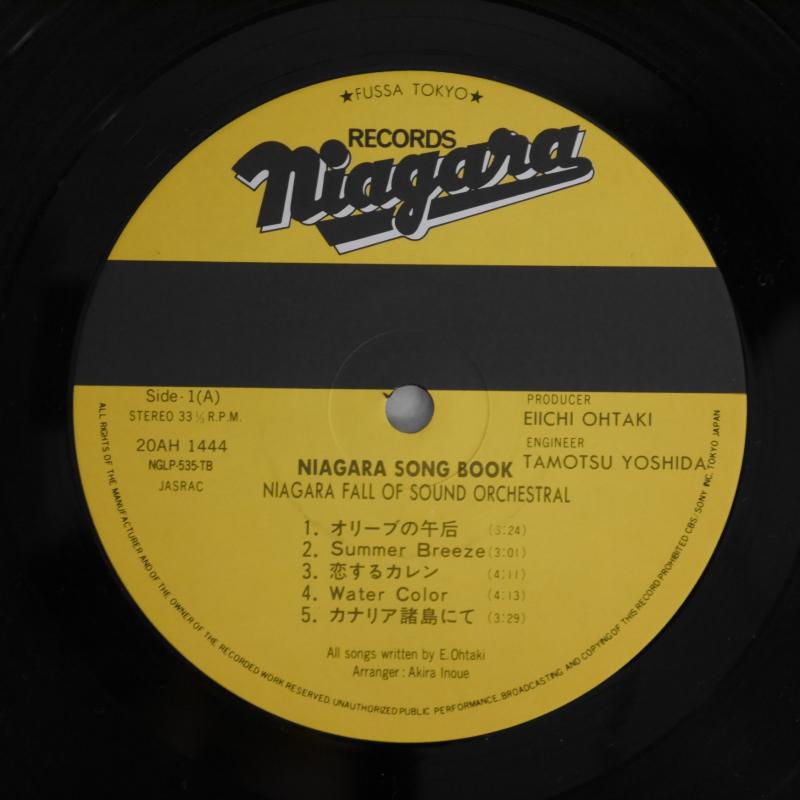 ★FUSSA TOKYO★
RECORDS
Niagara
Side-1(A)
STEREO 33⅓ R.P.M.
20AH 1444
NGLP-535-TB
JASRAC
PRODUCER
EIICHI OHTAKI
ENGINEER
TAMOTSU YOSHIDA
NIAGARA SONG BOOK
NIAGARA FALL OF SOUND ORCHESTRAL
1. オリーブの午后 (3:24)
2. Summer Breeze (3:01)
3. 恋するカレン (4:11)
4. Water Color (4:13)
5. カナリア諸島にて (3:29)
All songs written by E.Ohtaki
Arranger : Akira Inoue
ALL RIGHTS OF THE MANUFACTURER AND OF THE OWNER OF THE RECORDED WORK RESERVED. UNAUTHORIZED PUBLIC PERFORMANCE, BROADCASTING AND COPYING OF THIS RECORD PROHIBITED CBS/SONY INC. TOKYO JAPAN